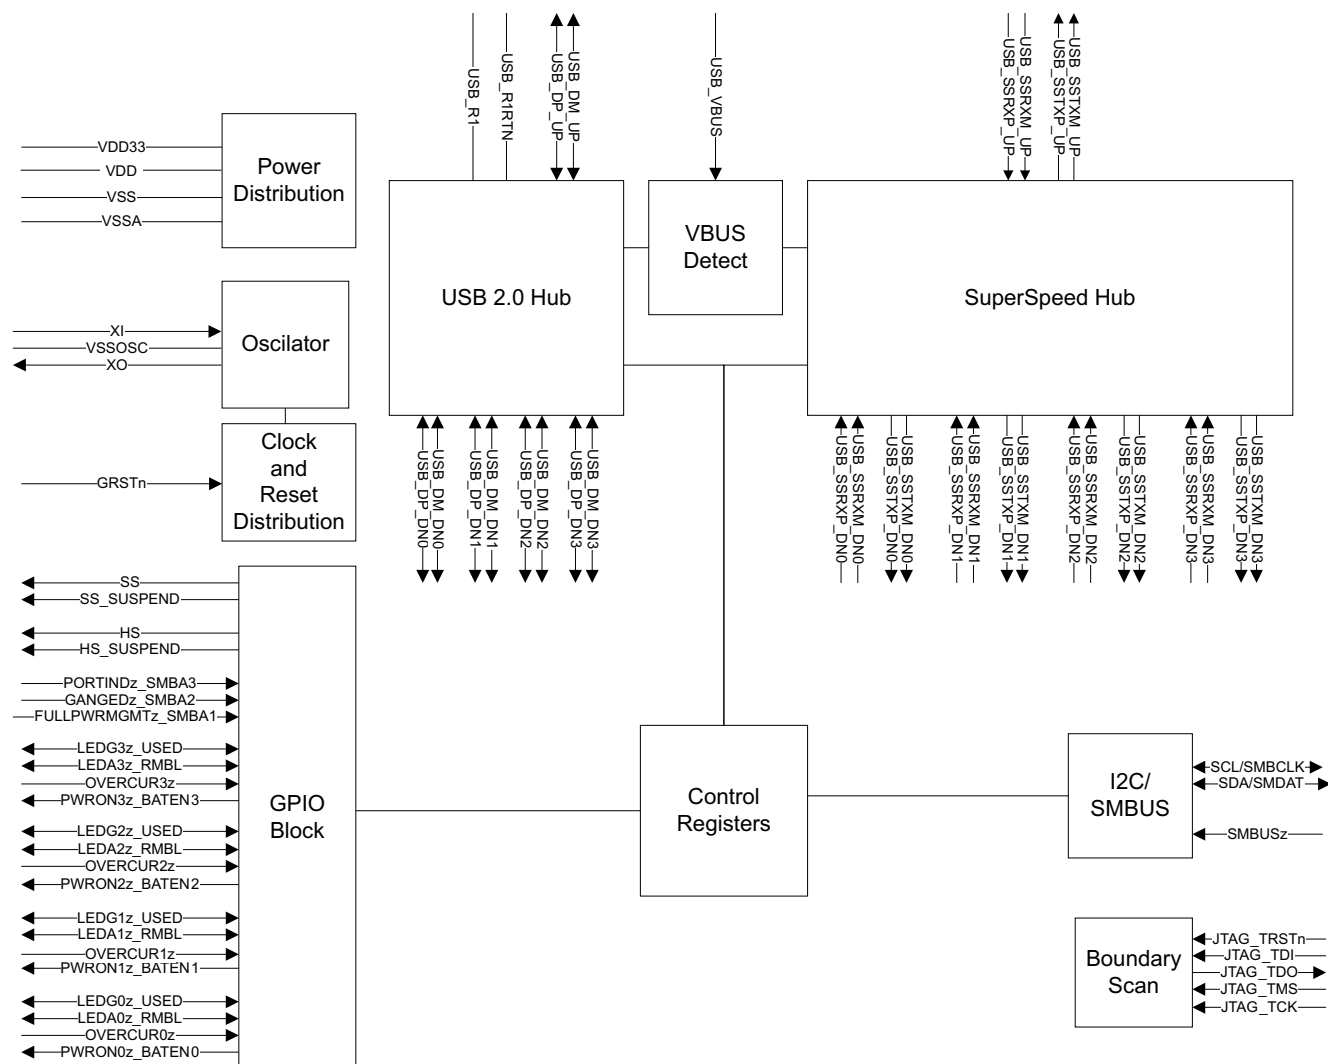 USB_R1
USB_R1RTN
USB_DP_UP
USB_DM_UP
USB_VBUS
USB_SSRXP_UP
USB_SSRXM_UP
USB_SSTXP_UP
USB_SSTXM_UP
VDD33
VDD
VSS
VSSA
Power
Distribution
USB 2.0 Hub
VBUS
Detect
SuperSpeed Hub
XI
VSSOSC
XO
Oscilator
GRSTn
Clock
and
Reset
Distribution
USB_DP_DN0
USB_DM_DN0
USB_DP_DN1
USB_DM_DN1
USB_DP_DN2
USB_DM_DN2
USB_DP_DN3
USB_DM_DN3
USB_SSRXP_DN0
USB_SSRXM_DN0
USB_SSTXP_DN0
USB_SSTXM_DN0
USB_SSRXP_DN1
USB_SSRXM_DN1
USB_SSTXP_DN1
USB_SSTXM_DN1
USB_SSRXP_DN2
USB_SSRXM_DN2
USB_SSTXP_DN2
USB_SSTXM_DN2
USB_SSRXP_DN3
USB_SSRXM_DN3
USB_SSTXP_DN3
USB_SSTXM_DN3
SS
SS_SUSPEND
HS
HS_SUSPEND
PORTINDz_SMBA3
GANGEDz_SMBA2
FULLPWRMGMTz_SMBA1
LEDG3z_USED
LEDA3z_RMBL
OVERCUR3z
PWRON3z_BATEN3
LEDG2z_USED
LEDA2z_RMBL
OVERCUR2z
PWRON2z_BATEN2
LEDG1z_USED
LEDA1z_RMBL
OVERCUR1z
PWRON1z_BATEN1
LEDG0z_USED
LEDA0z_RMBL
OVERCUR0z
PWRON0z_BATEN0
GPIO
Block
Control
Registers
I2C/
SMBUS
SCL/SMBCLK
SDA/SMDAT
SMBUSz
Boundary
Scan
JTAG_TRSTn
JTAG_TDI
JTAG_TDO
JTAG_TMS
JTAG_TCK